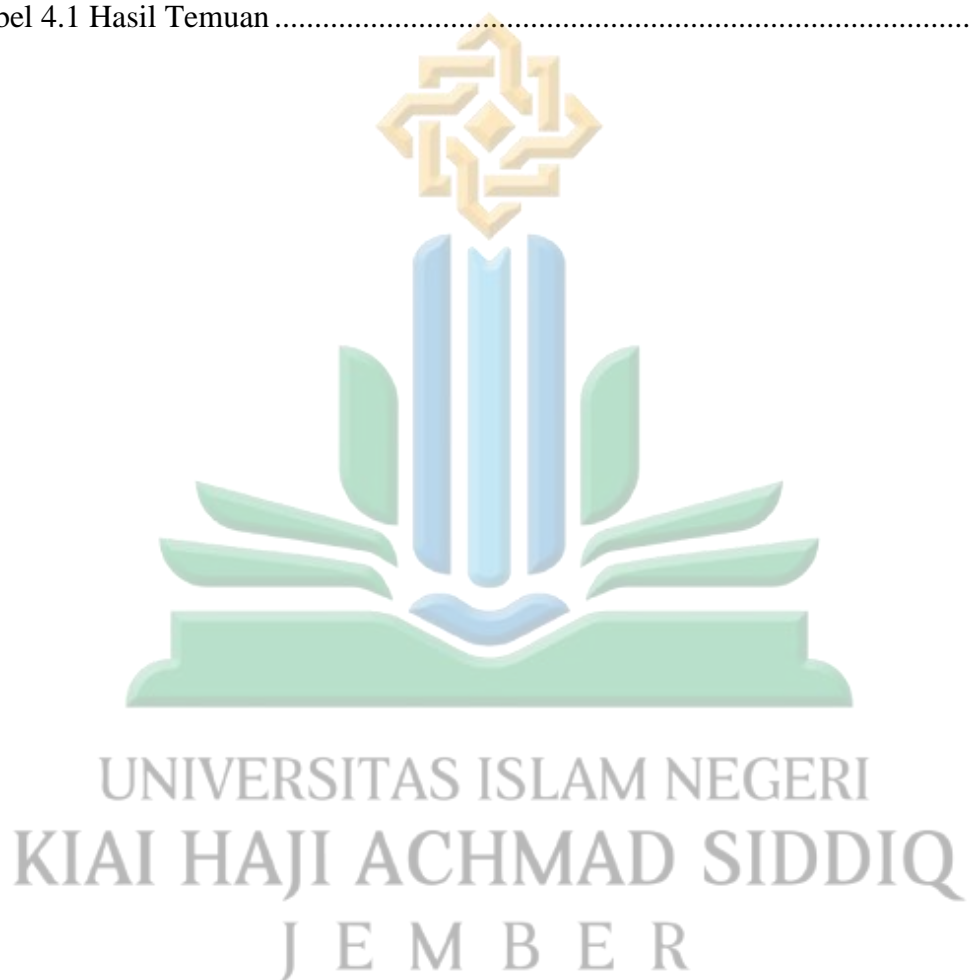 bel 4.1 Hasil Temuan ....................................................................................
UNIVERSITAS ISLAM NEGERI
KIAI HAJI ACHMAD SIDDIQ
J E M B E R